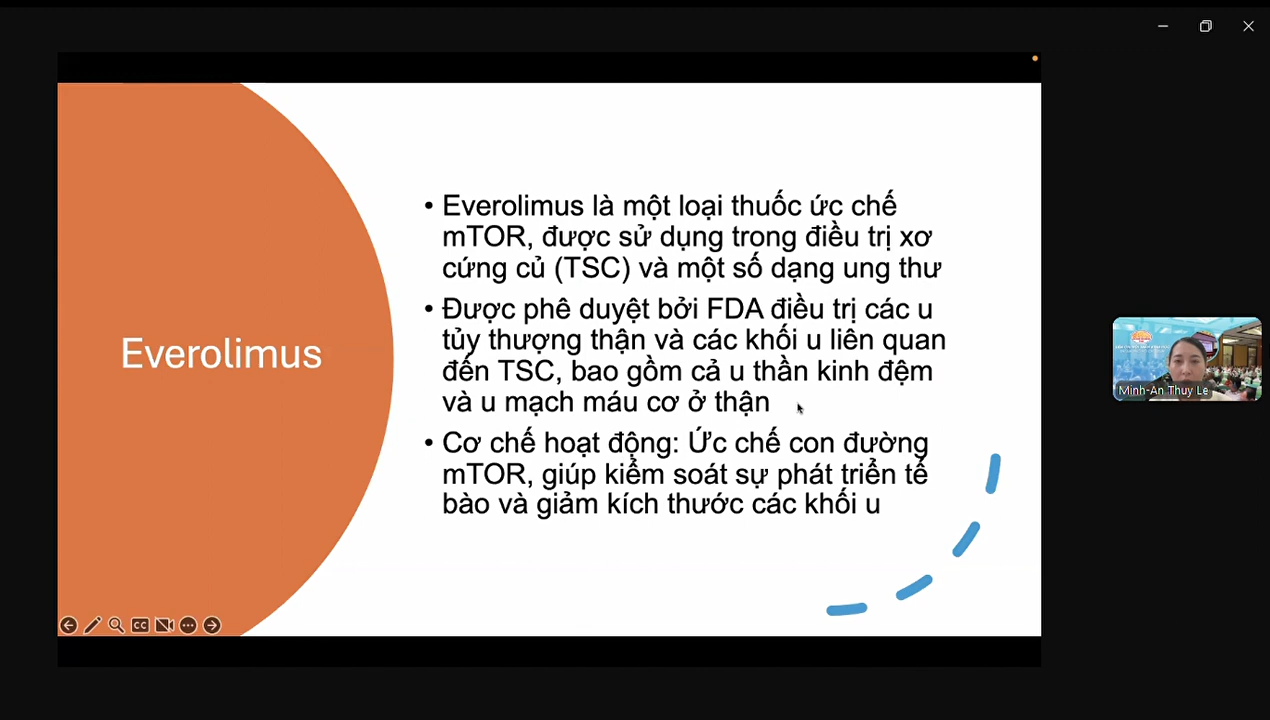 Everolimus
• Everolimus là một loại thuốc ức chế
mTOR, được sử dụng trong điều trị xơ
cứng củ (TSC) và một số dạng ung thư
• Được phê duyệt bởi FDA điều trị các u
tủy thượng thận và các khối u liên quan
đến TSC, bao gồm cả u thần kinh đệm
và u mạch máu cơ ở thận
• Cơ chế hoạt động: Ức chế con đường
mTOR, giúp kiểm soát sự phát triển tế
bào và giảm kích thước các khối u
CC
Minh-An Thuy Le